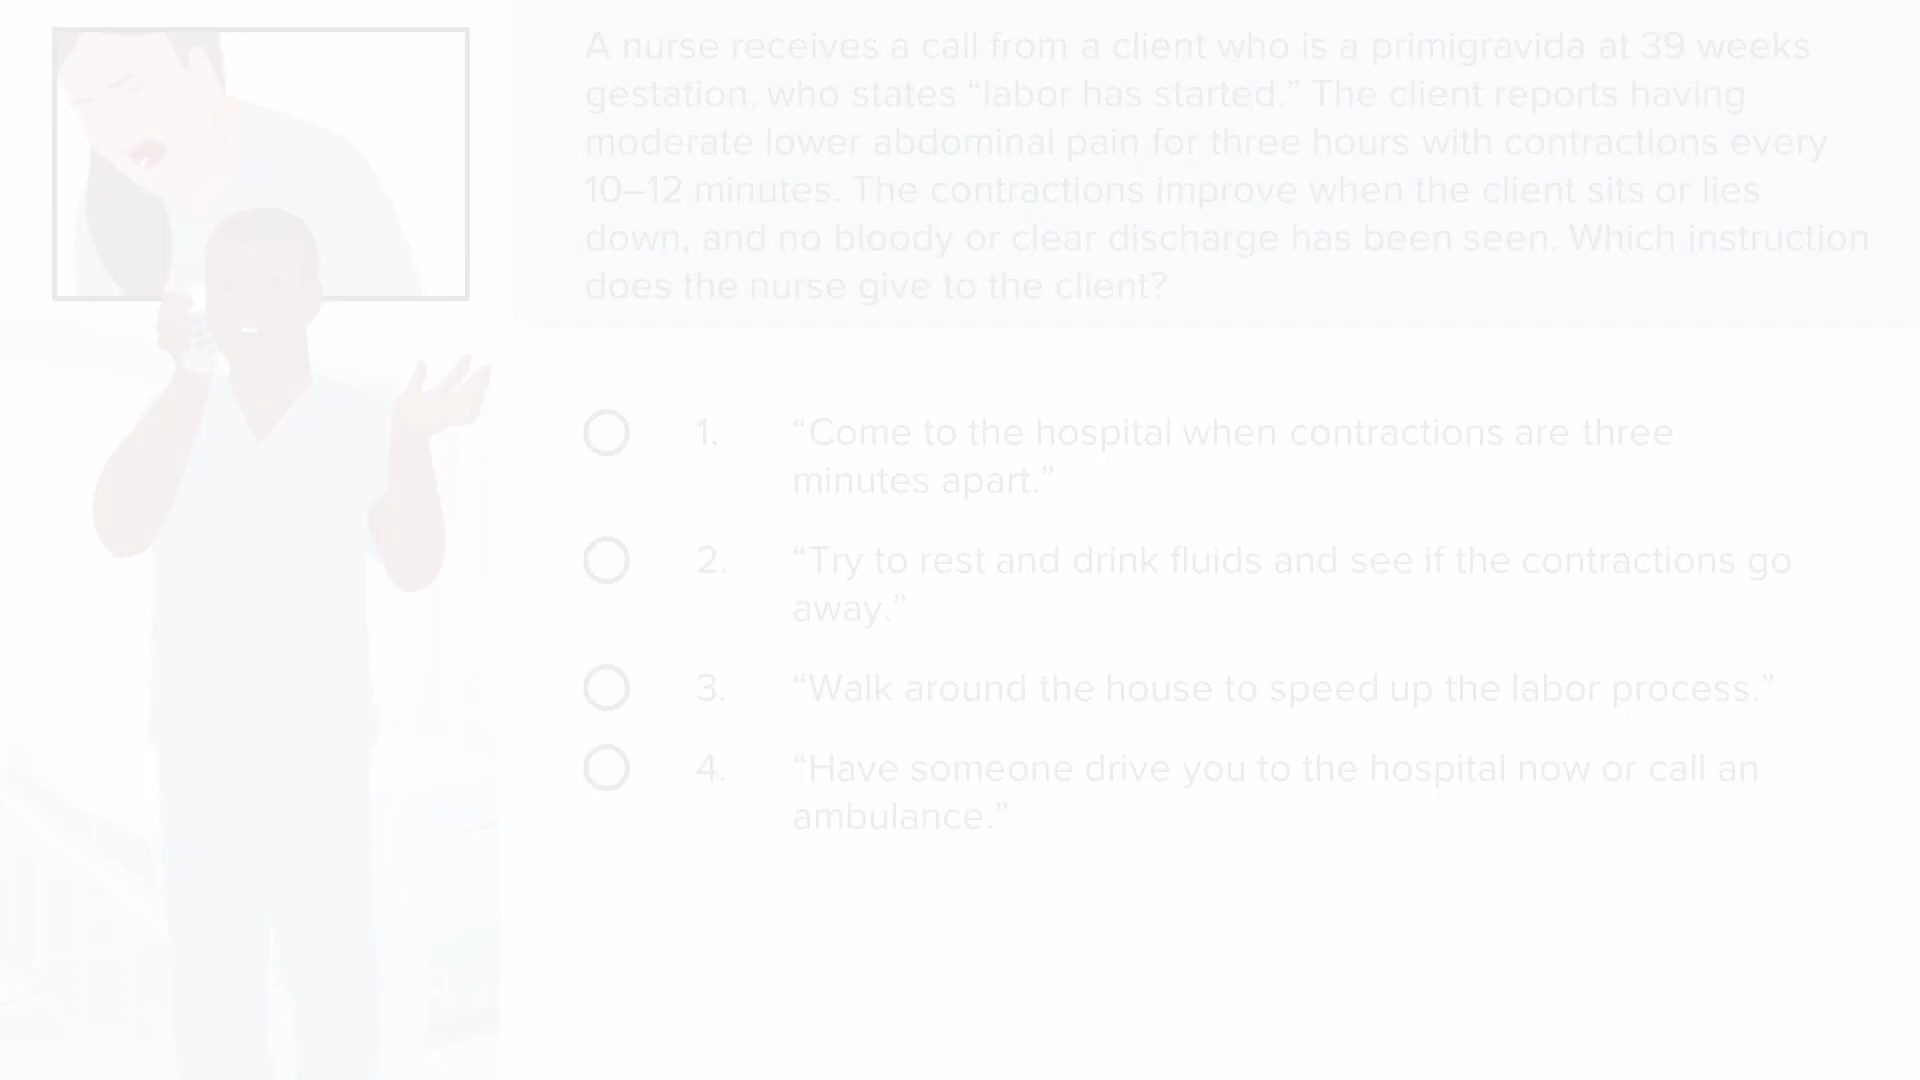 A nurse receives a call from a client who is a primigravida at 39 weeks
gestation, who states “labor has started.” The client reports having
moderate lower abdominal pain for three hours with contractions every
10–12 minutes. The contractions improve when the client sits or lies
down, and no bloody or clear discharge has been seen. Which instruction
does the nurse give to the client?
1. “Come to the hospital when contractions are three
minutes apart.”
2. “Try to rest and drink fluids and see if the contractions go
away.”
3. “Walk around the house to speed up the labor process.”
4. “Have someone drive you to the hospital now or call an
ambulance.”